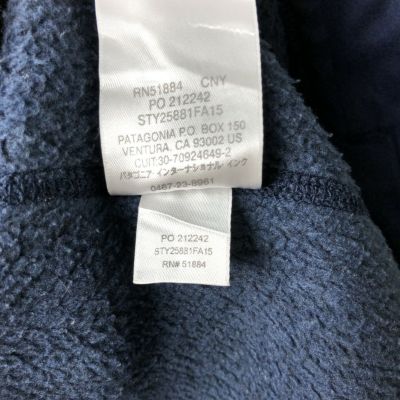 RN51884 CNY
PO 212242
STY25881FA15
PATAGONIA P.O. BOX 150
VENTURA, CA 93002 US
CUIT:30-70924649-2
パタゴニア インターナショナル インク
0467-23-8961
PO 212242
STY25881FA15
RN# 51884